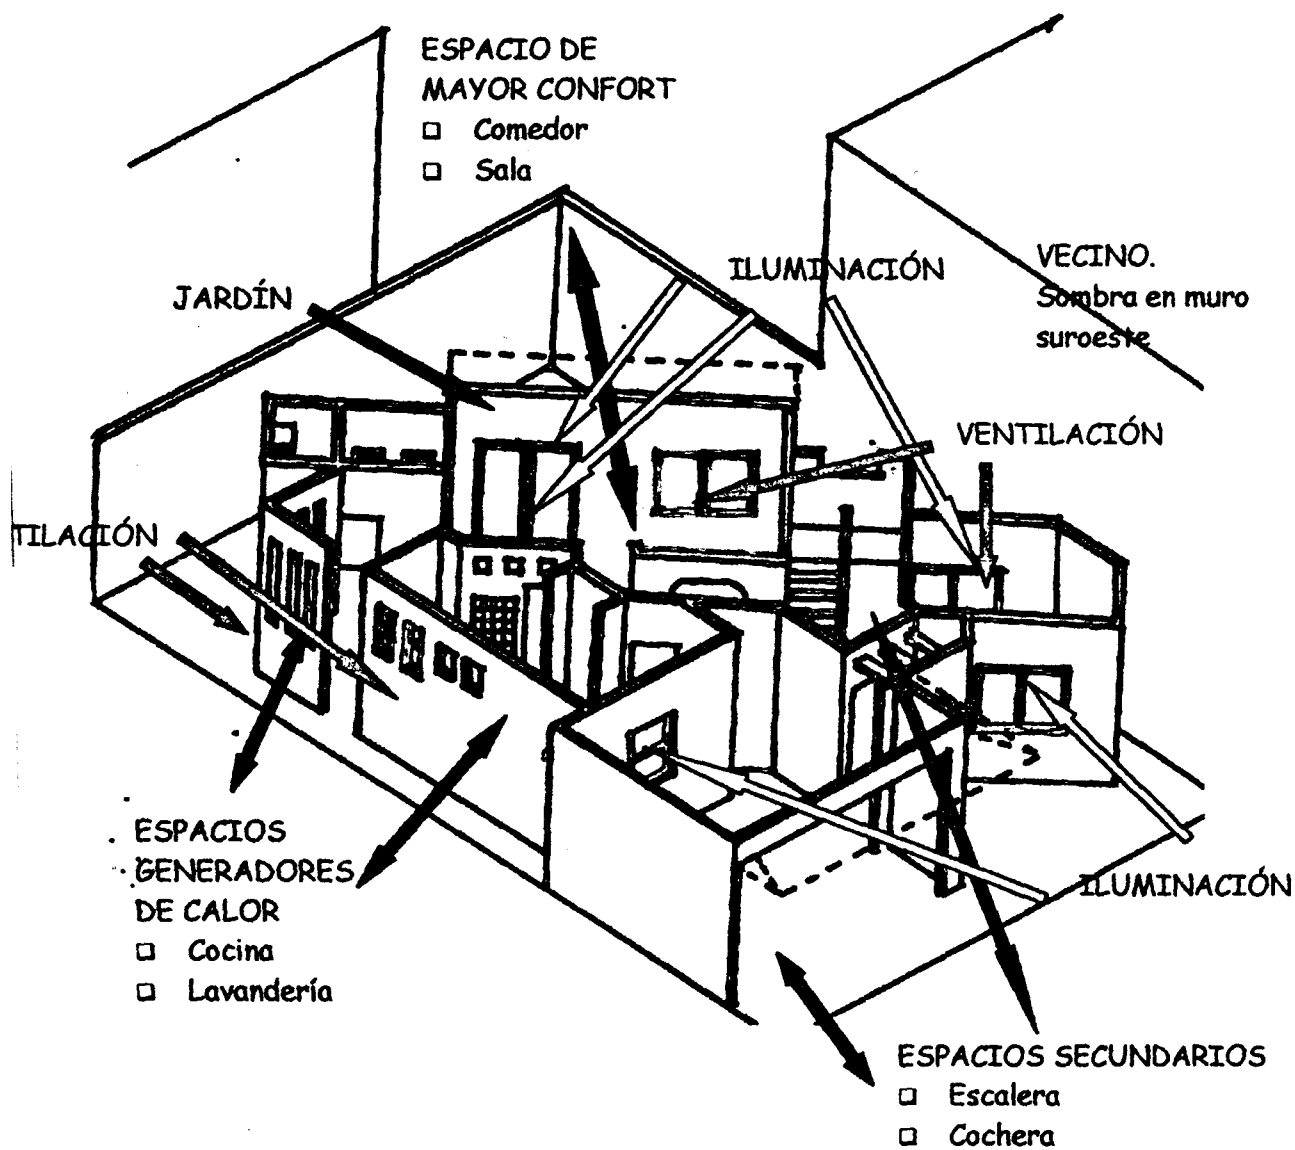 ESPACIO DE
MAYOR CONFORT
□ Comedor
□ Sala
ILUMINACIÓN
VECINO.
Sombra en muro
suroeste
JARDÍN
VENTILACIÓN
TILACIÓN
ESPACIOS
GENERADORES
DE CALOR
□ Cocina
□ Lavandería
ILUMINACIÓN
ESPACIOS SECUNDARIOS
□ Escalera
□ Cochera